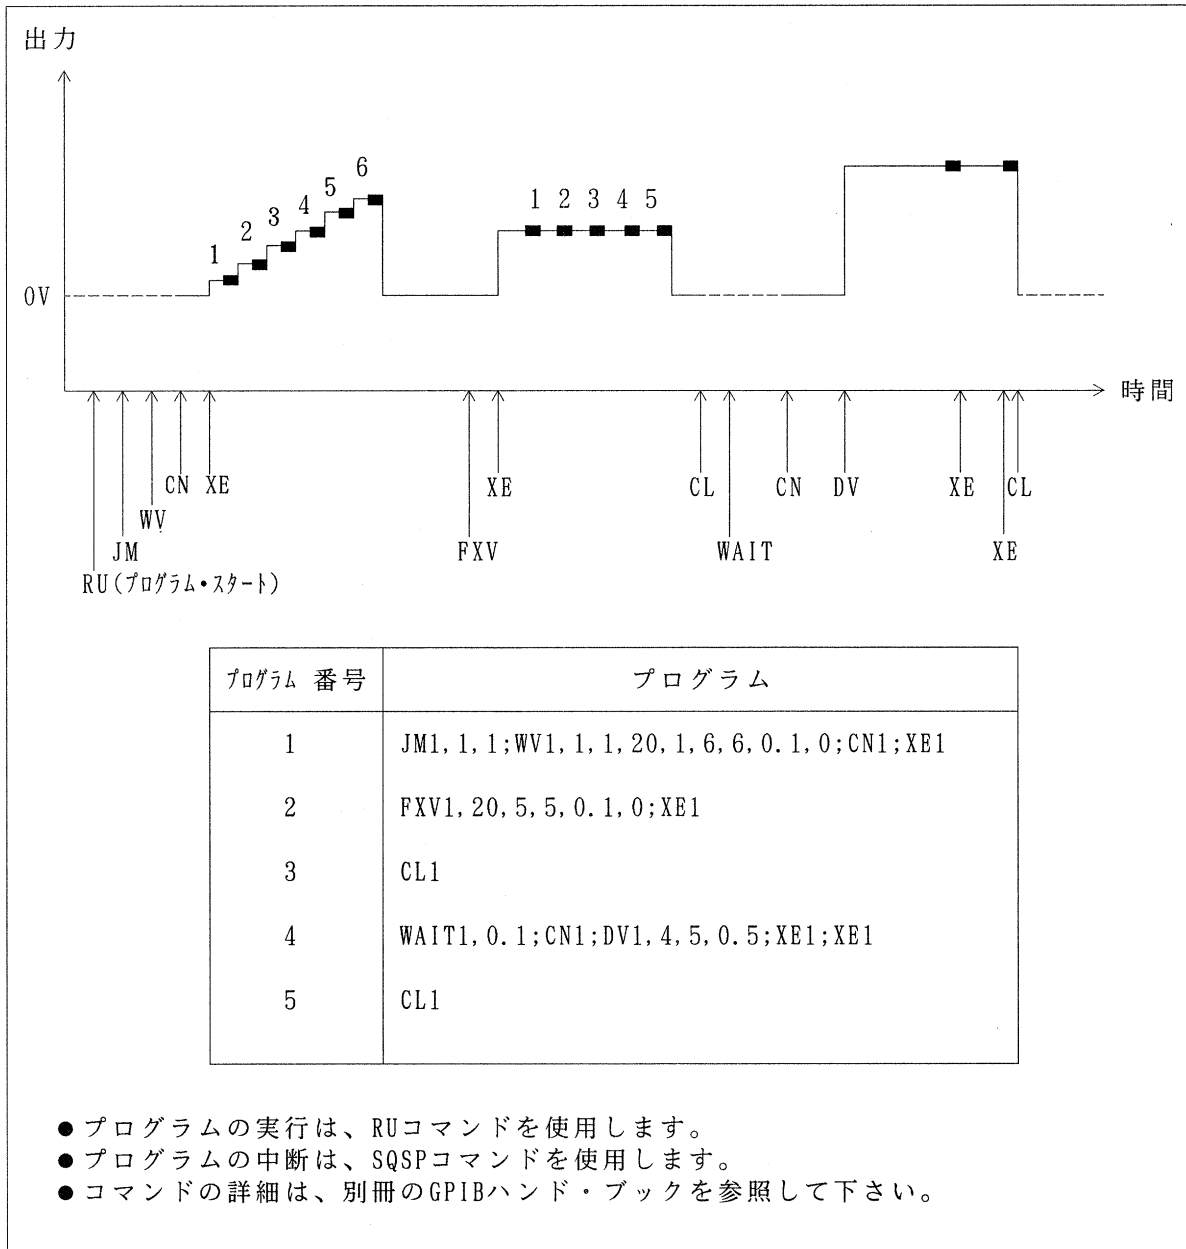 出力
1 2 3 4 5 6
1 2 3 4 5
0V
時間
CN XE XE CL CN DV XE CL
WV
JM FXV WAIT XE
RU(プログラム・スタート)
プログラム 番号 プログラム
1 JM1,1,1;WV1,1,1,20,1,6,6,0.1,0;CN1;XE1
2 FXV1,20,5,5,0.1,0;XE1
3 CL1
4 WAIT1,0.1;CN1;DV1,4,5,0.5;XE1;XE1
5 CL1
●プログラムの実行は、RUコマンドを使用します。
●プログラムの中断は、SQSPコマンドを使用します。
●コマンドの詳細は、別冊のGPIBハンド・ブックを参照して下さい。